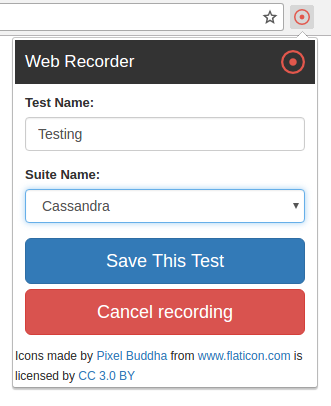 Web Recorder
Test Name:
Testing
Suite Name:
Cassandra
Save This Test
Cancel recording
Icons made by Pixel Buddha from www.flaticon.com is
licensed by CC 3.0 BY